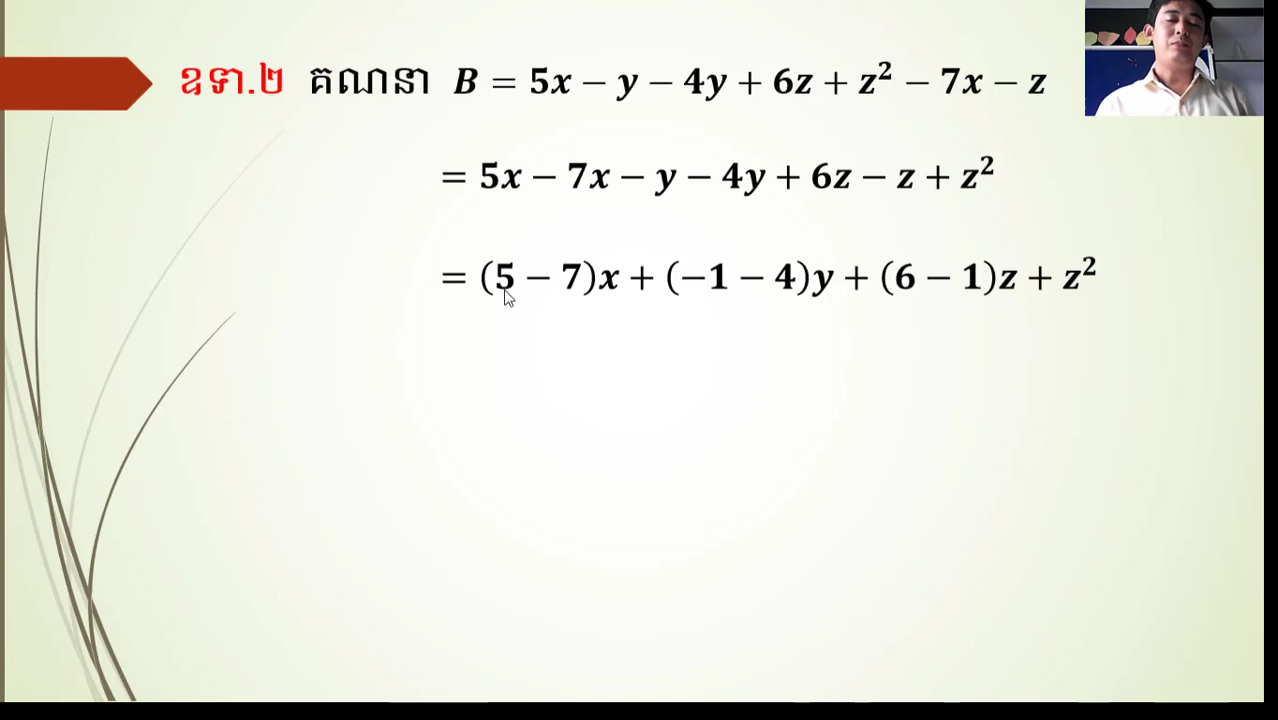 ឧទា.២ គណនា B = 5x − y − 4y + 6z + z² − 7x − z
= 5x − 7x − y − 4y + 6z − z + z²
= (5 − 7)x + (−1 − 4)y + (6 − 1)z + z²